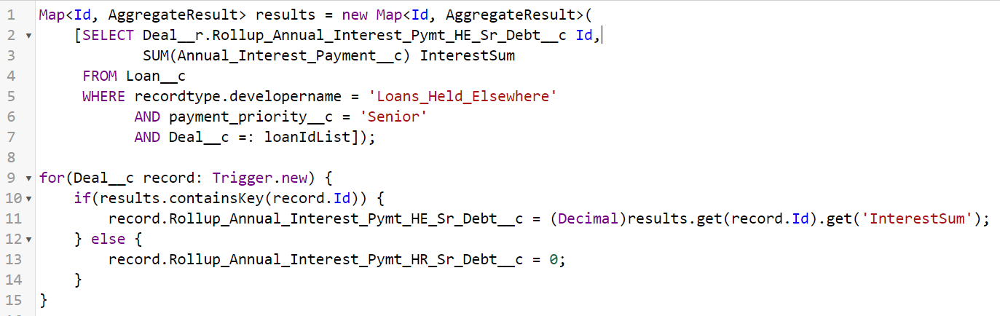 1 Map<Id, AggregateResult> results = new Map<Id, AggregateResult>(
2 [SELECT Deal__r.Rollup_Annual_Interest_Pymt_HE_Sr_Debt__c Id,
3 SUM(Annual_Interest_Payment__c) InterestSum
4 FROM Loan__c
5 WHERE recordtype.developername = 'Loans_Held_Elsewhere'
6 AND payment_priority__c = 'Senior'
7 AND Deal__c =: loanIdList]);
8
9 for(Deal__c record: Trigger.new) {
10 if(results.containsKey(record.Id)) {
11 record.Rollup_Annual_Interest_Pymt_HE_Sr_Debt__c = (Decimal)results.get(record.Id).get('InterestSum');
12 } else {
13 record.Rollup_Annual_Interest_Pymt_HR_Sr_Debt__c = 0;
14 }
15 }